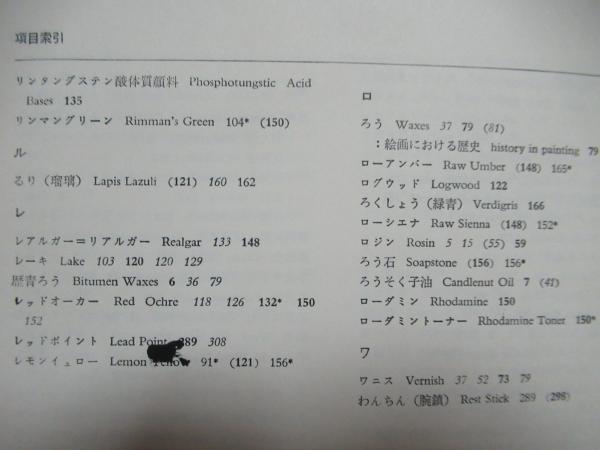 項目索引
リンタングステン酸体質顔料 Phosphotungstic Acid
Bases 135
リンマングリーン Rimman's Green 104* (150)
ル
るり（瑠璃） Lapis Lazuli (121) 160 162
レ
レアルガー＝リアルガー Realgar 133 148
レーキ Lake 103 120 120 129
歴青ろう Bitumen Waxes 6 36 79
レッドオーカー Red Ochre 118 126 132* 150
152
レッドポイント Lead Point 289 308
レモンイェロー Lemon Yellow 91* (121) 156*
ロ
ろう Waxes 37 79 (81)
：絵画における歴史 history in painting 79
ローアンバー Raw Umber (148) 165*
ログウッド Logwood 122
ろくしょう（緑青） Verdigris 166
ローシエナ Raw Sienna (148) 152*
ロジン Rosin 5 15 (55) 59
ろう石 Soapstone (156) 156*
ろうそく子油 Candlenut Oil 7 (41)
ローダミン Rhodamine 150
ローダミントーナー Rhodamine Toner 150*
ワ
ワニス Vernish 37 52 73 79
わんちん（腕鎮） Rest Stick 289 (298)